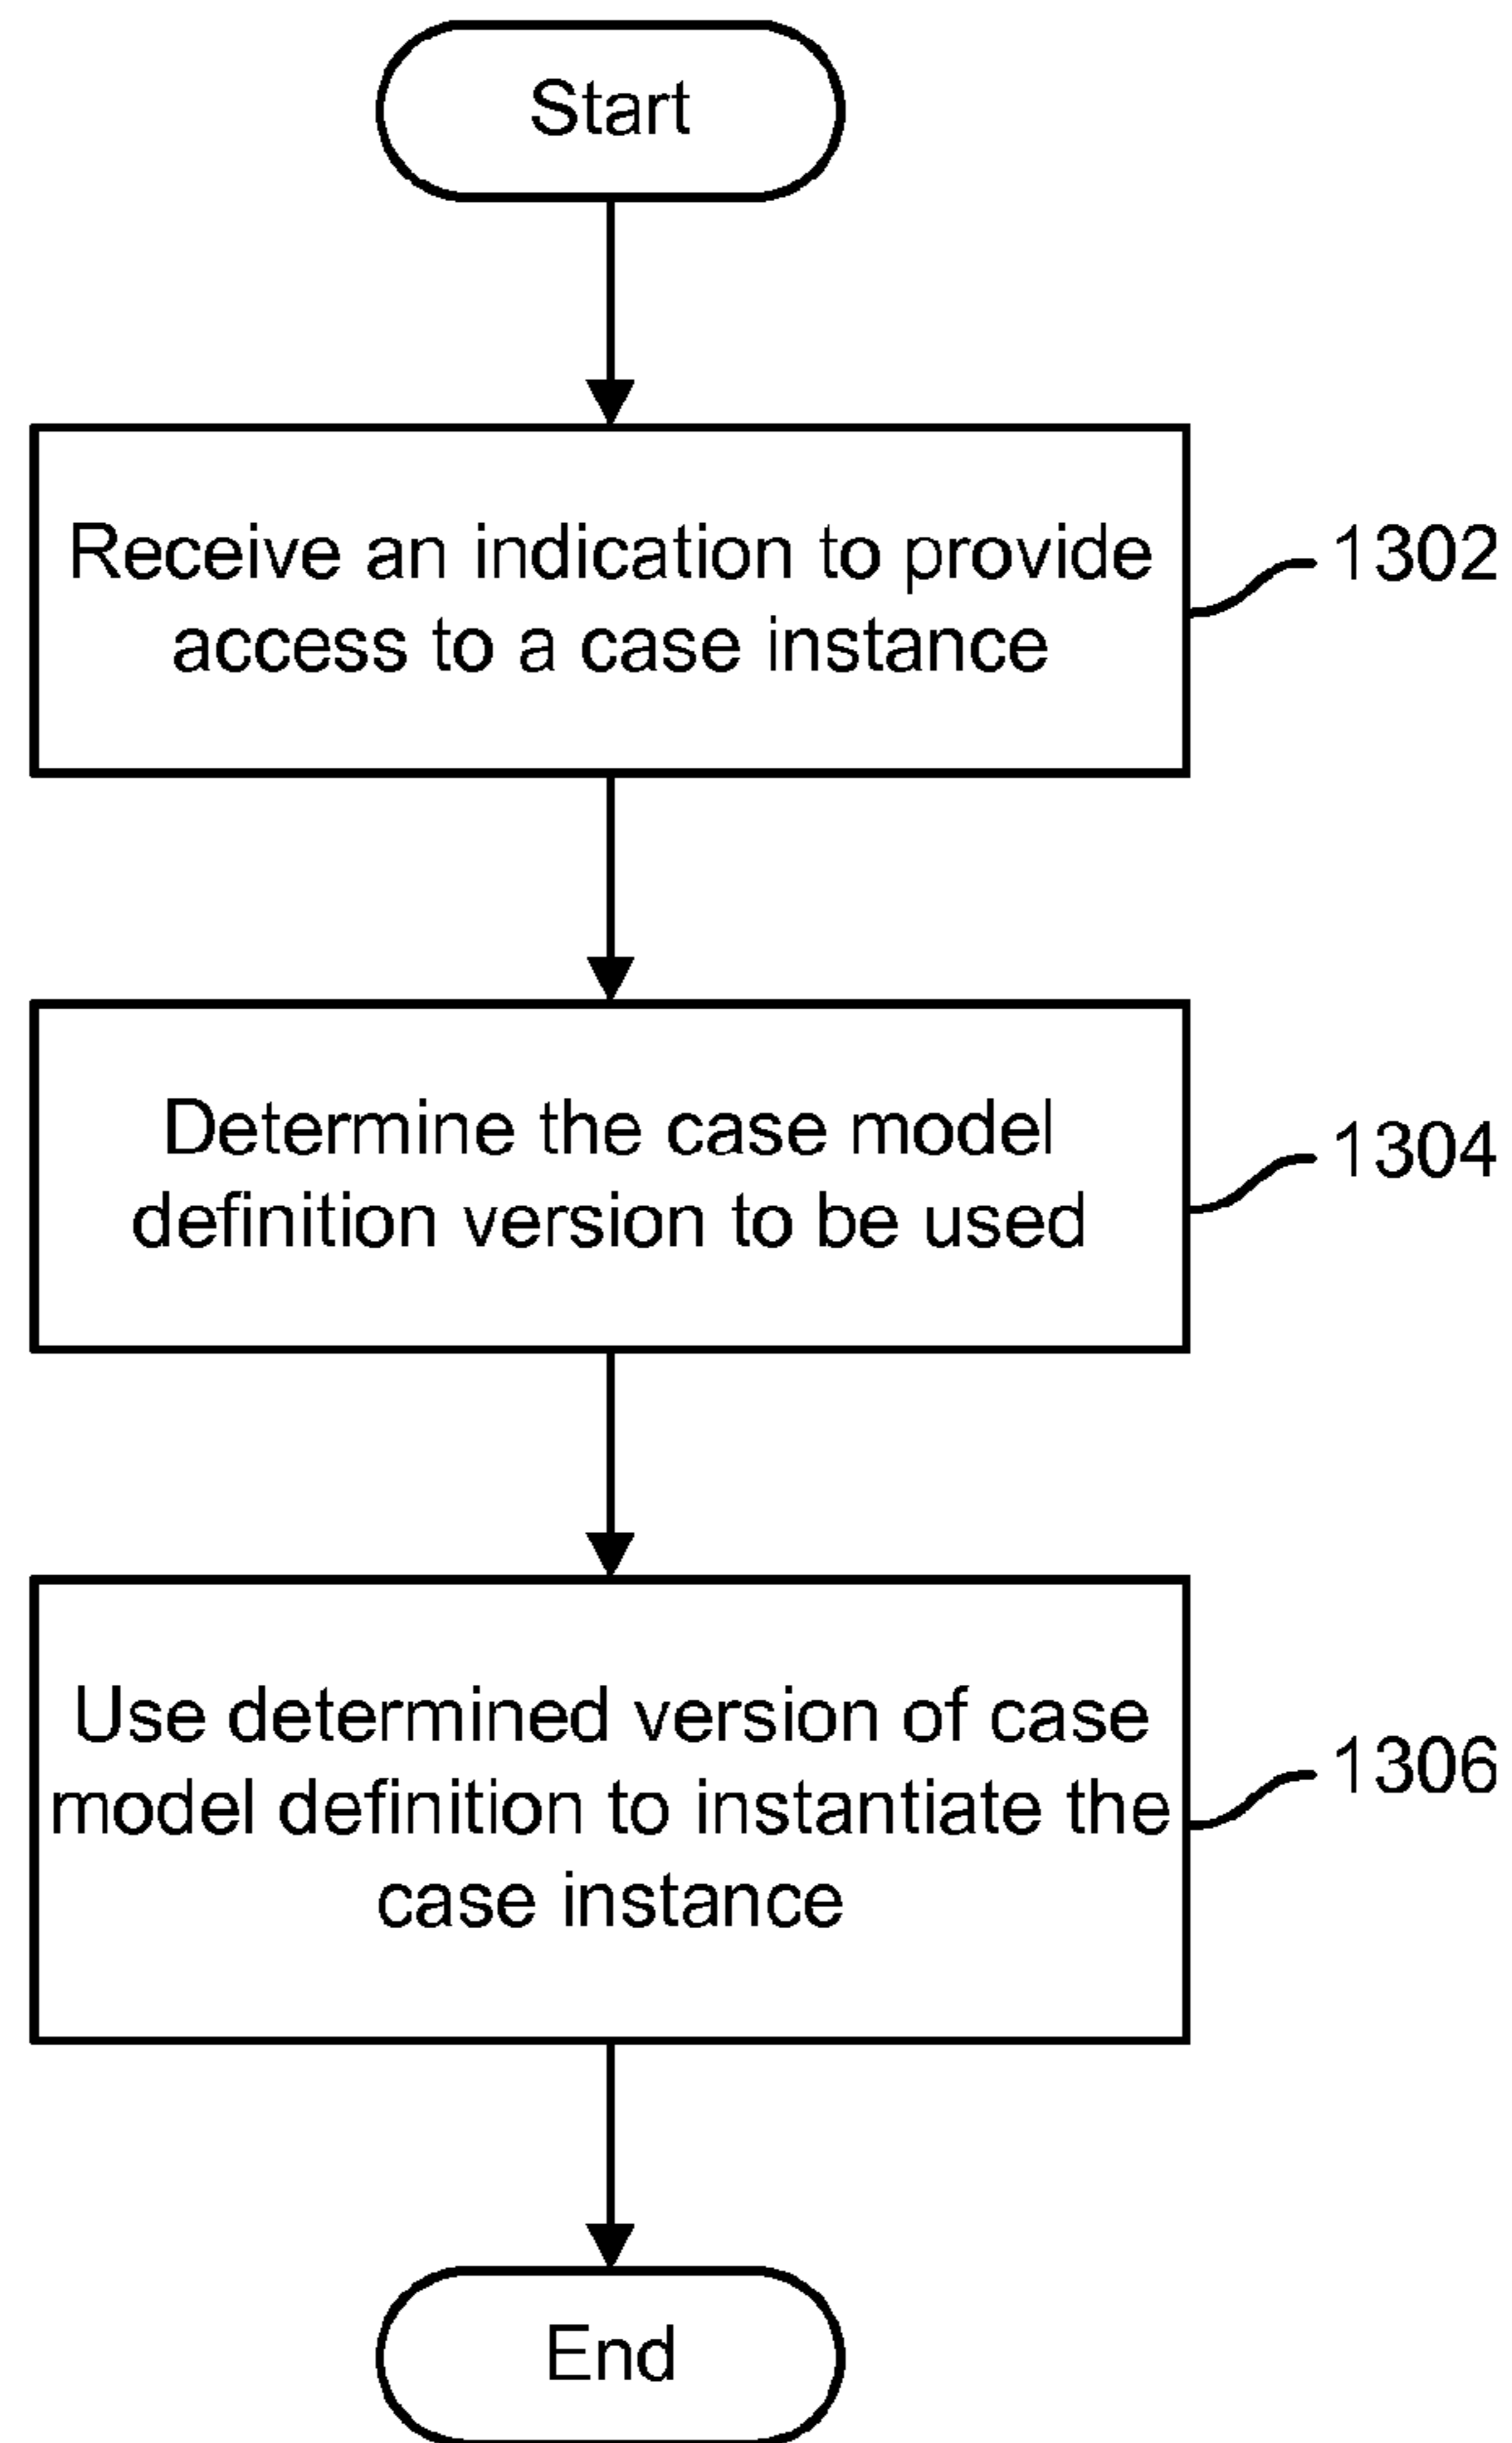 Start
Receive an indication to provide
access to a case instance
1302
Determine the case model
definition version to be used
1304
Use determined version of case
model definition to instantiate the
case instance
1306
End